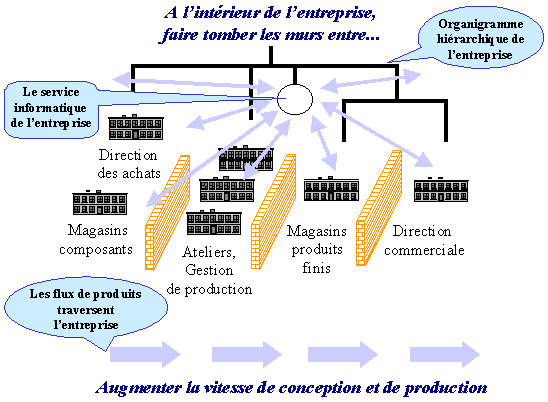 A l'intérieur de l'entreprise,
faire tomber les murs entre...
Organigramme
hiérarchique de
l'entreprise
Le service
informatique
de l'entreprise
Direction
des achats
Magasins
composants
Ateliers,
Gestion
de production
Magasins
produits
finis
Direction
commerciale
Les flux de produits
traversent
l'entreprise
Augmenter la vitesse de conception et de production